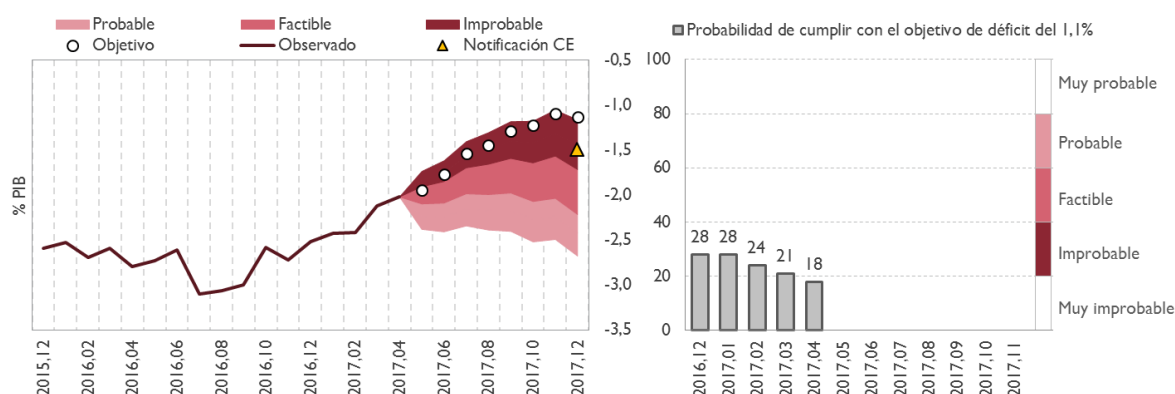 Probable Factible Improbable
Objetivo Observado Notificación CE
% PIB
-0,5
-1,0
-1,5
-2,0
-2,5
-3,0
-3,5
2015,12 2016,02 2016,04 2016,06 2016,08 2016,10 2016,12 2017,02 2017,04 2017,06 2017,08 2017,10 2017,12
Probabilidad de cumplir con el objetivo de déficit del 1,1%
100
80
60
40
20
0
28 28 24 21 18
2016,12 2017,01 2017,02 2017,03 2017,04 2017,05 2017,06 2017,07 2017,08 2017,09 2017,10 2017,11
Muy probable
Probable
Factible
Improbable
Muy improbable